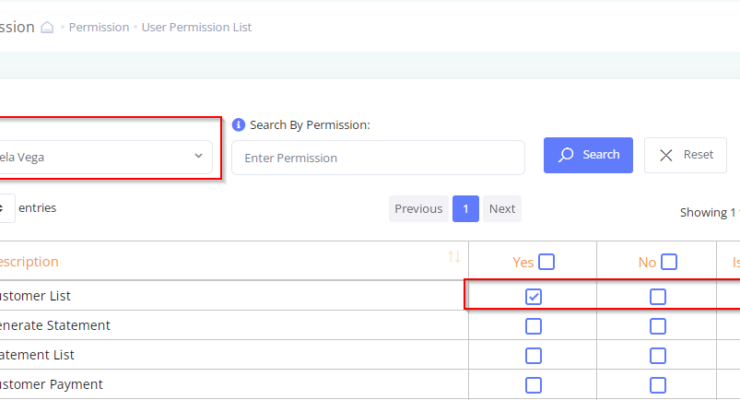 ssion Permission User Permission List
Search By Permission:
ela Vega Enter Permission Search Reset
entries Previous 1 Next Showing 1
escription Yes No Is
ustomer List
enerate Statement
atement List
ustomer Payment